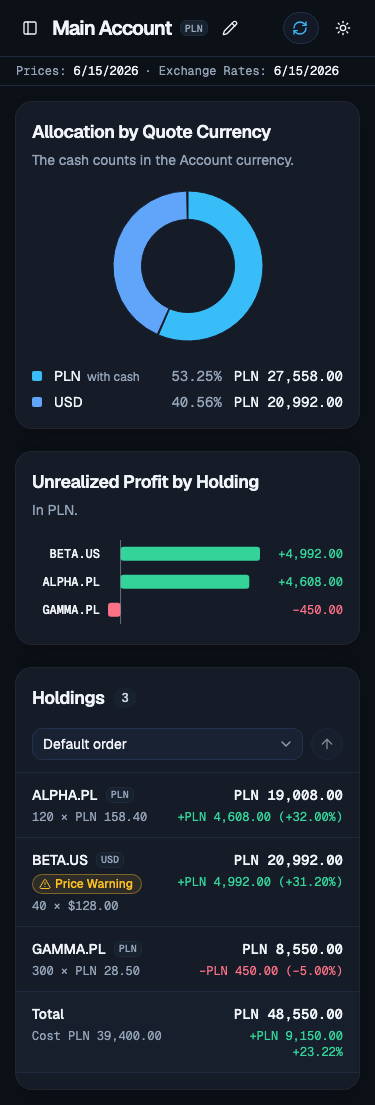 Main Account PLN
Prices: 6/15/2026 · Exchange Rates: 6/15/2026
Allocation by Quote Currency
The cash counts in the Account currency.
PLN with cash 53.25% PLN 27,558.00
USD 40.56% PLN 20,992.00
Unrealized Profit by Holding
In PLN.
BETA.US +4,992.00
ALPHA.PL +4,608.00
GAMMA.PL −450.00
Holdings 3
Default order
ALPHA.PL PLN PLN 19,008.00
120 × PLN 158.40 +PLN 4,608.00 (+32.00%)
BETA.US USD PLN 20,992.00
Price Warning +PLN 4,992.00 (+31.20%)
40 × $128.00
GAMMA.PL PLN PLN 8,550.00
300 × PLN 28.50 −PLN 450.00 (−5.00%)
Total PLN 48,550.00
Cost PLN 39,400.00 +PLN 9,150.00
+23.22%